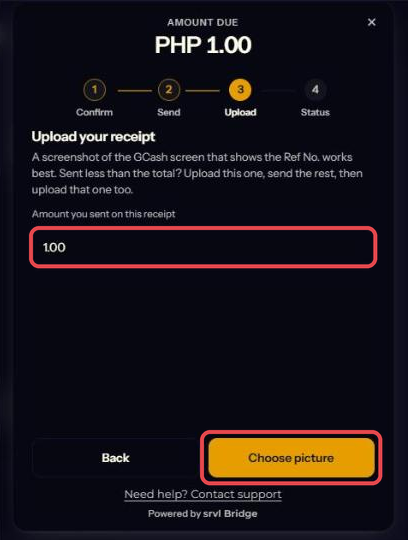 AMOUNT DUE
PHP 1.00
1
2
3
4
Confirm
Send
Upload
Status
Upload your receipt
A screenshot of the GCash screen that shows the Ref No. works
best. Sent less than the total? Upload this one, send the rest, then
upload that one too.
Amount you sent on this receipt
1.00
Back
Choose picture
Need help? Contact support
Powered by srvl Bridge